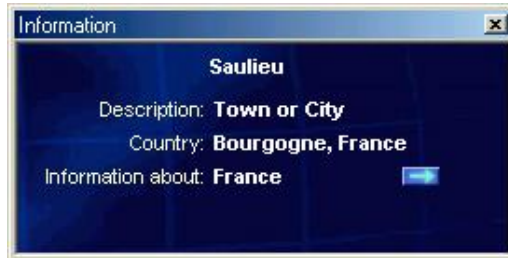 Information
Saulieu
Description: Town or City
Country: Bourgogne, France
Information about: France